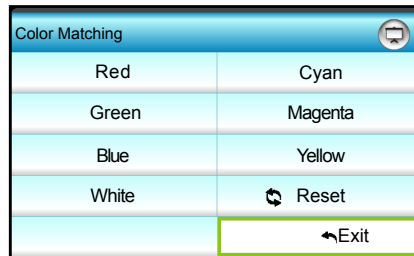 Color Matching
Red Cyan
Green Magenta
Blue Yellow
White Reset
Exit